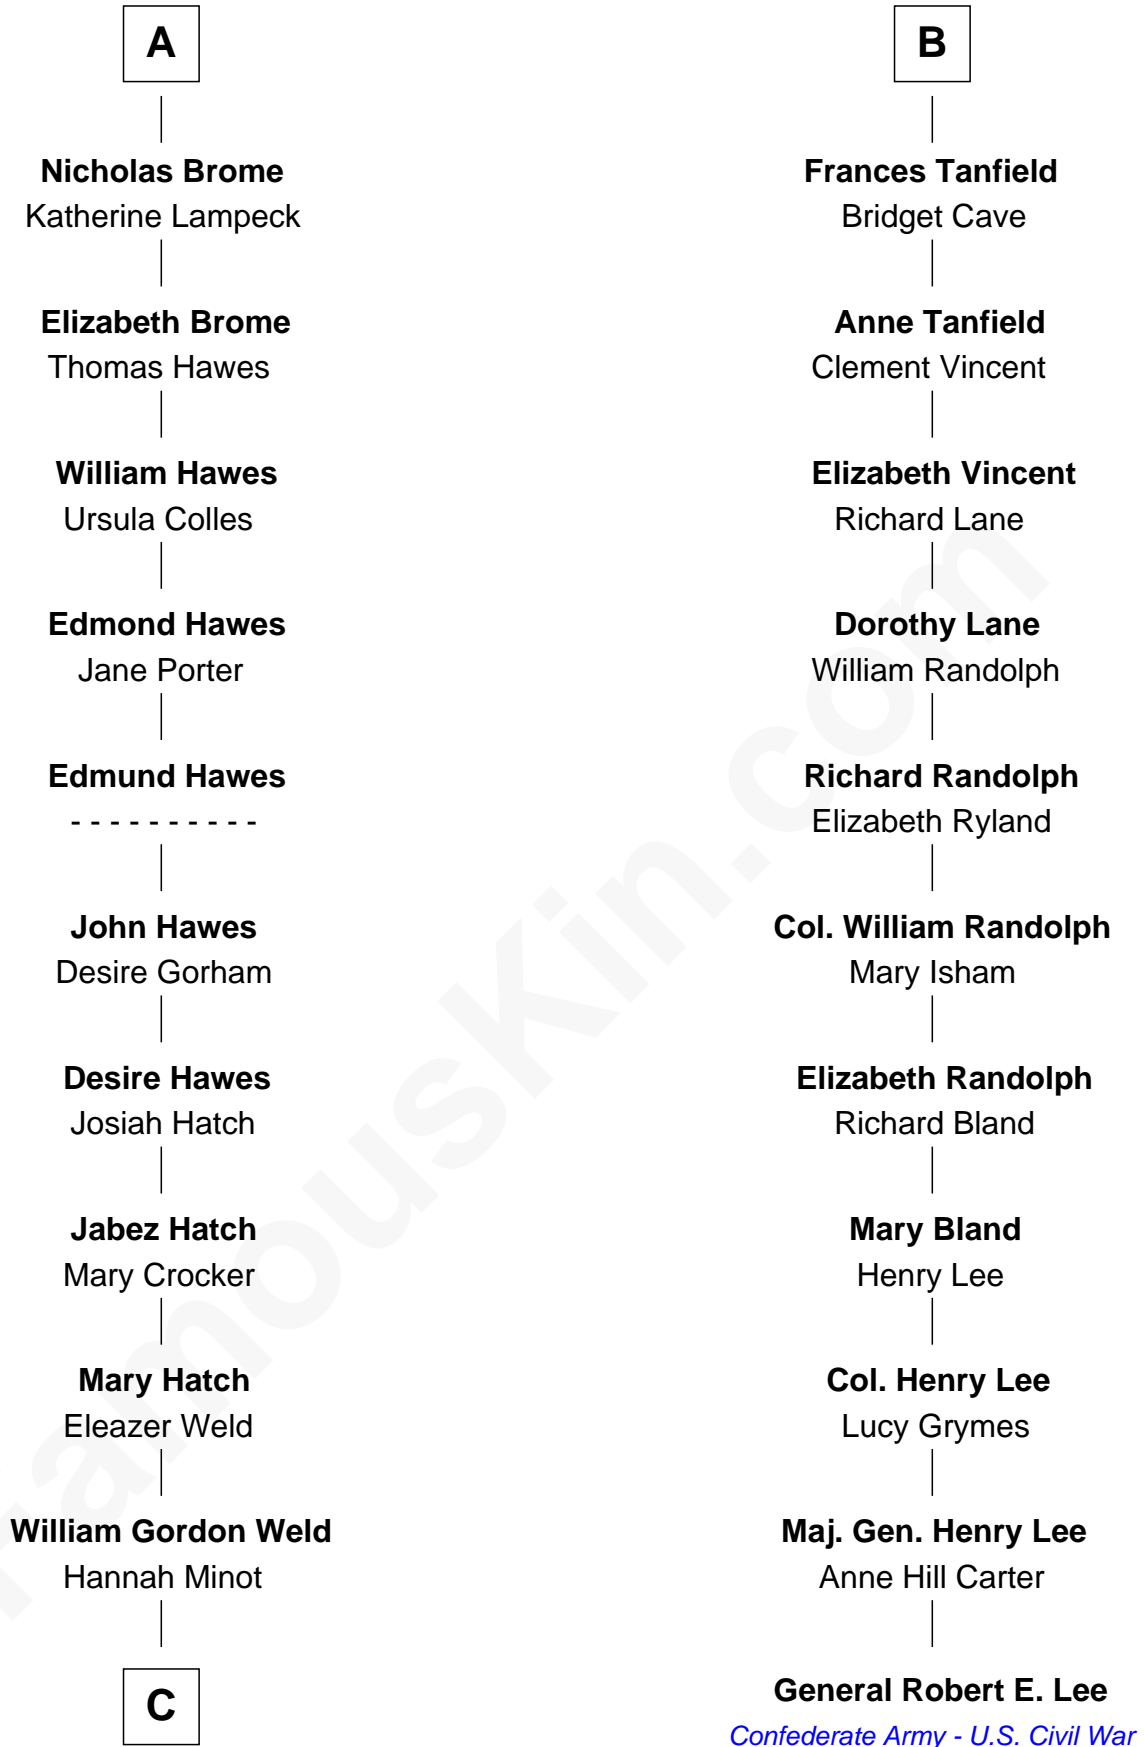 A
Nicholas Brome
Katherine Lampeck
Elizabeth Brome
Thomas Hawes
William Hawes
Ursula Colles
Edmond Hawes
Jane Porter
Edmund Hawes
- - - - - - - - - -
John Hawes
Desire Gorham
Desire Hawes
Josiah Hatch
Jabez Hatch
Mary Crocker
Mary Hatch
Eleazer Weld
William Gordon Weld
Hannah Minot
C
B
Frances Tanfield
Bridget Cave
Anne Tanfield
Clement Vincent
Elizabeth Vincent
Richard Lane
Dorothy Lane
William Randolph
Richard Randolph
Elizabeth Ryland
Col. William Randolph
Mary Isham
Elizabeth Randolph
Richard Bland
Mary Bland
Henry Lee
Col. Henry Lee
Lucy Grymes
Maj. Gen. Henry Lee
Anne Hill Carter
General Robert E. Lee
Confederate Army - U.S. Civil War
FamousKin.com